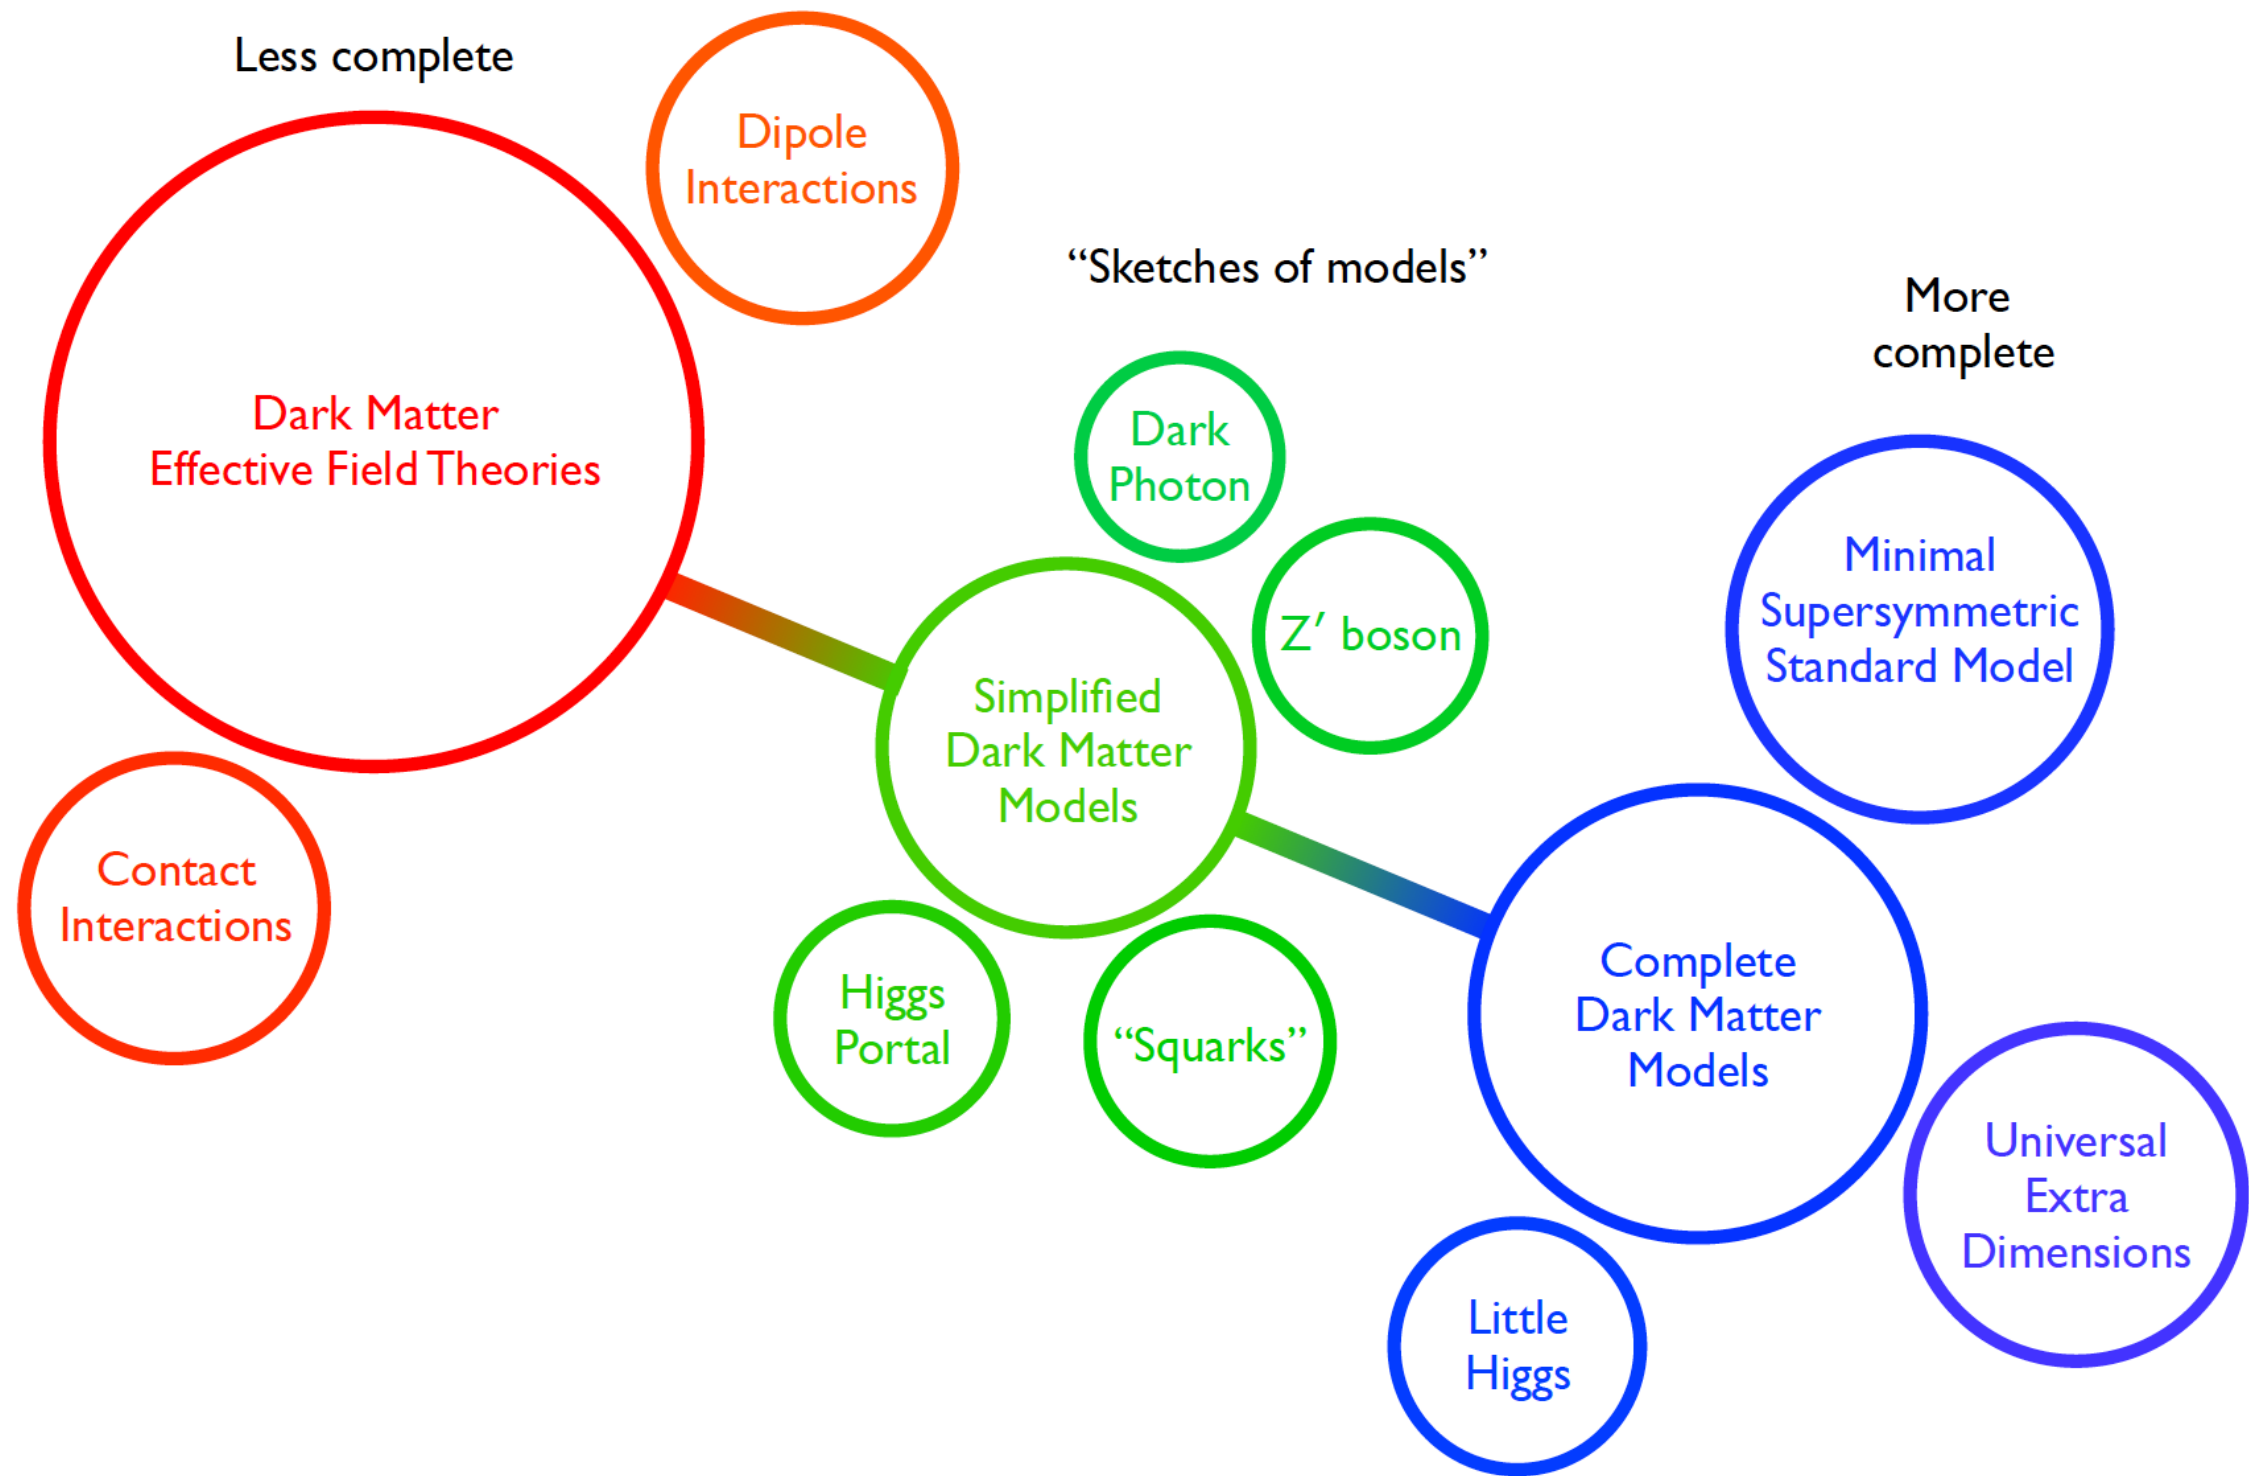 Less complete
Dipole
Interactions
“Sketches of models”
More
complete
Dark Matter
Effective Field Theories
Dark
Photon
Z′ boson
Minimal
Supersymmetric
Standard Model
Simplified
Dark Matter
Models
Contact
Interactions
Higgs
Portal
“Squarks”
Complete
Dark Matter
Models
Universal
Extra
Dimensions
Little
Higgs